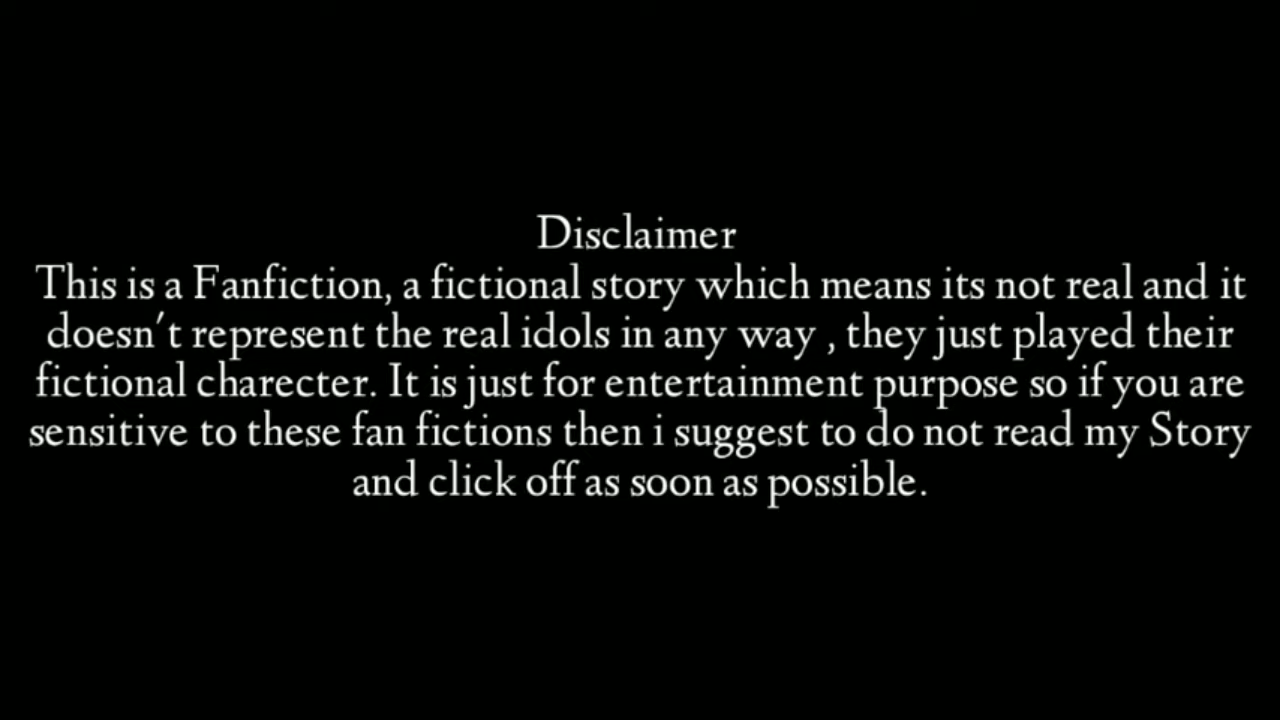 Disclaimer
This is a Fanfiction, a fictional story which means its not real and it
doesn't represent the real idols in any way , they just played their
fictional charecter. It is just for entertainment purpose so if you are
sensitive to these fan fictions then i suggest to do not read my Story
and click off as soon as possible.